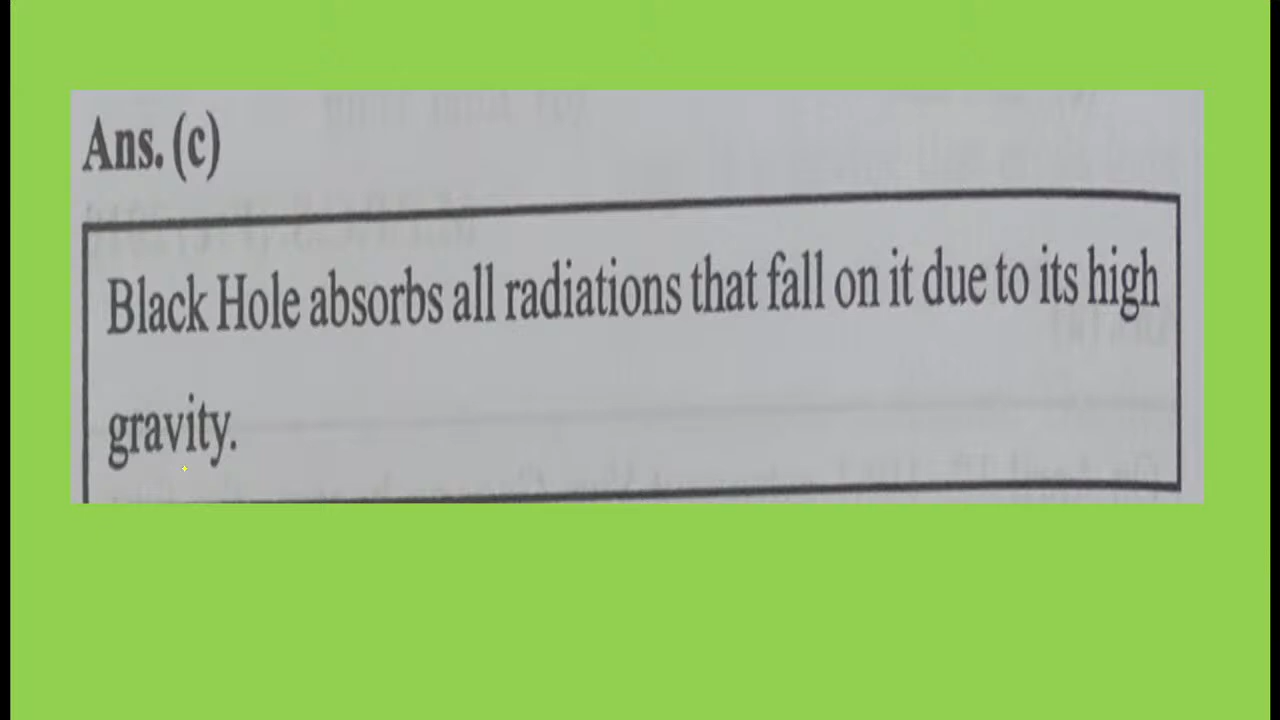 Ans. (c)
Black Hole absorbs all radiations that fall on it due to its high
gravity.